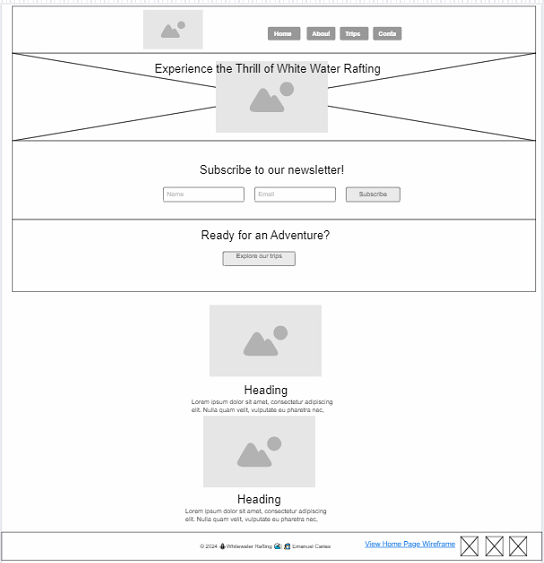 Home
About
Trips
Conta
Experience the Thrill of White Water Rafting
Subscribe to our newsletter!
Name
Email
Subscribe
Ready for an Adventure?
Explore our trips
Heading
Lorem ipsum dolor sit amet, consectetur adipiscing
elit. Nulla quam velit, vulputate eu pharetra nec,
Heading
Lorem ipsum dolor sit amet, consectetur adipiscing
elit. Nulla quam velit, vulputate eu pharetra nec,
© 2024 Whitewater Rafting | Emanuel
View Home Page Wireframe